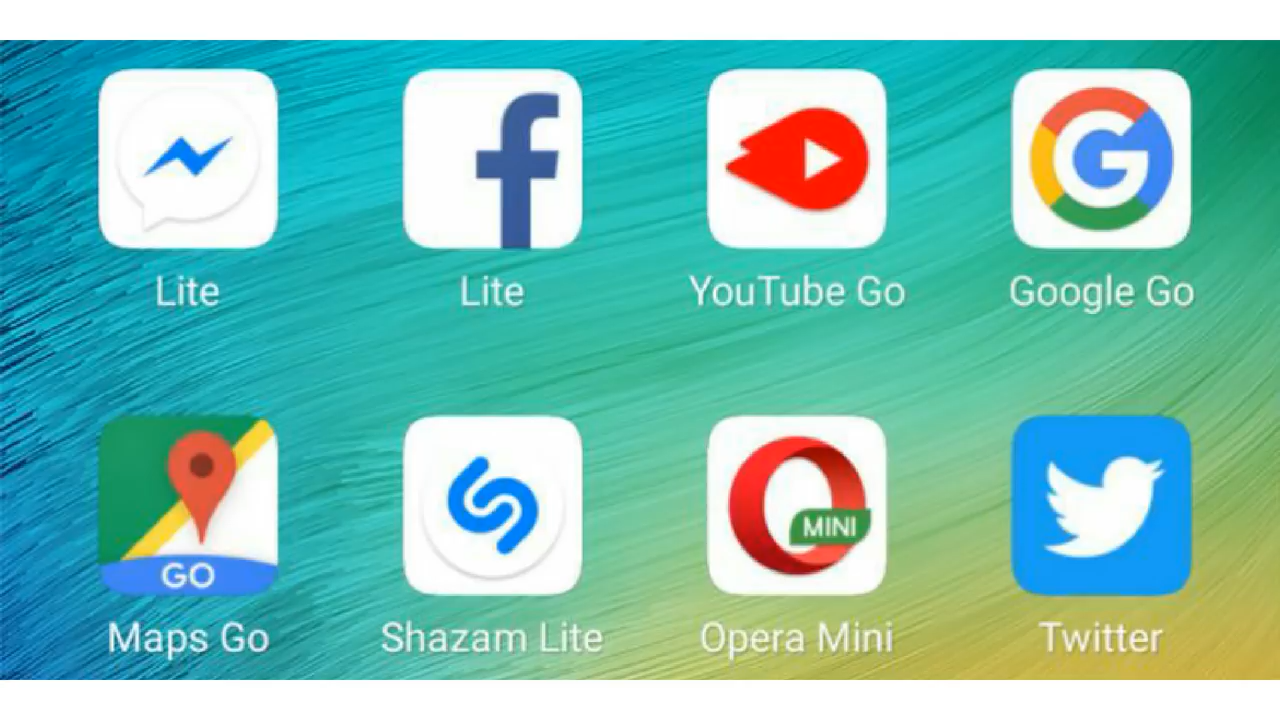 Lite
Lite
YouTube Go
Google Go
GO
Maps Go
Shazam Lite
MINI
Opera Mini
Twitter